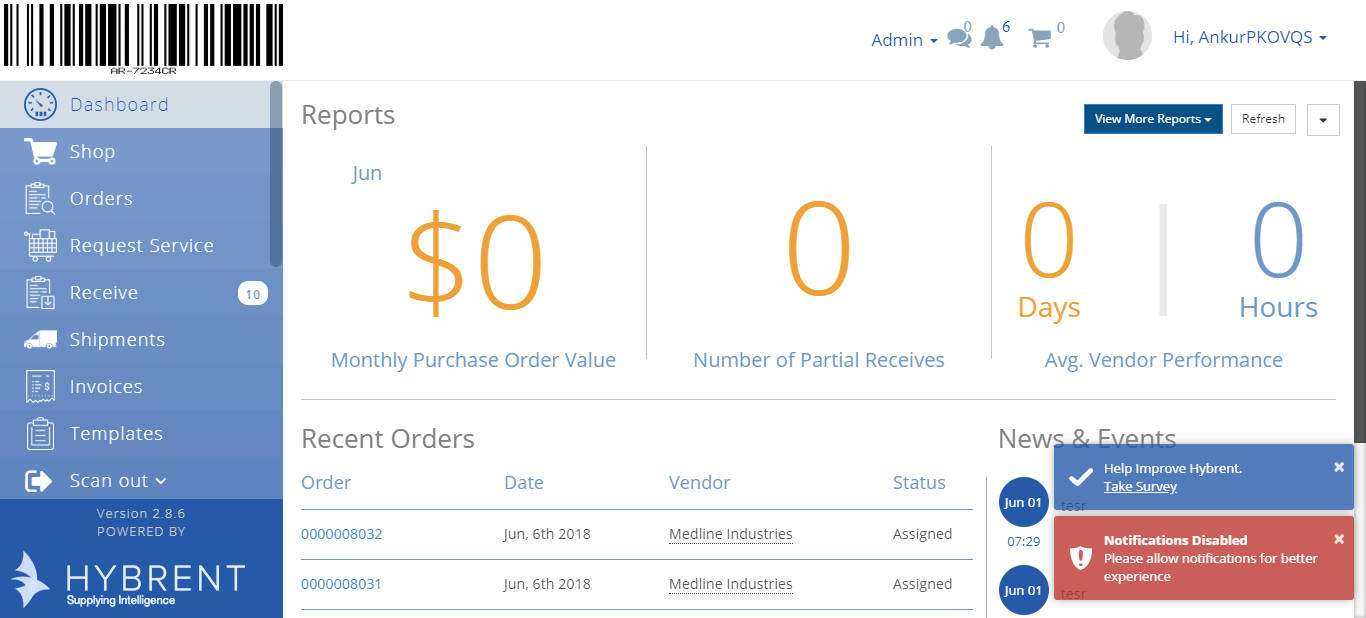 AR-7234CR
Admin
0
6
0
Hi, AnkurPKOVQS
Dashboard
Shop
Orders
Request Service
Receive
10
Shipments
Invoices
Templates
Scan out
Version 2.8.6
POWERED BY
HYBRENT
Supplying Intelligence
Reports
View More Reports
Refresh
Jun
$0
Monthly Purchase Order Value
0
Number of Partial Receives
0
Days
0
Hours
Avg. Vendor Performance
Recent Orders
Order Date Vendor Status
0000008032 Jun, 6th 2018 Medline Industries Assigned
0000008031 Jun, 6th 2018 Medline Industries Assigned
News & Events
Jun 01
tesr
07:29
Jun 01
tesr
Help Improve Hybrent.
Take Survey
Notifications Disabled
Please allow notifications for better
experience